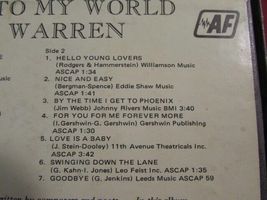 TO MY WORLD
WARREN
AF
Side 2
1. HELLO YOUNG LOVERS
(Rodgers & Hammerstein) Williamson Music
ASCAP 1:34
2. NICE AND EASY
(Bergman-Spence) Eddie Shaw Music
ASCAP 1:41
3. BY THE TIME I GET TO PHOENIX
(Jim Webb) Johnny Rivers Music BMI 3:40
4. FOR YOU FOR ME FOREVER MORE
(I.Gershwin-G. Gershwin) Gershwin Publishing
ASCAP 1:30
5. LOVE IS A BABY
(J. Stein-Dooley) 11th Avenue Theatricals Inc.
ASCAP 3:42
6. SWINGING DOWN THE LANE
(G. Kahn-I. Jones) Leo Feist Inc. ASCAP 1:35
7. GOODBYE (G. Jenkins) Leeds Music ASCAP 59